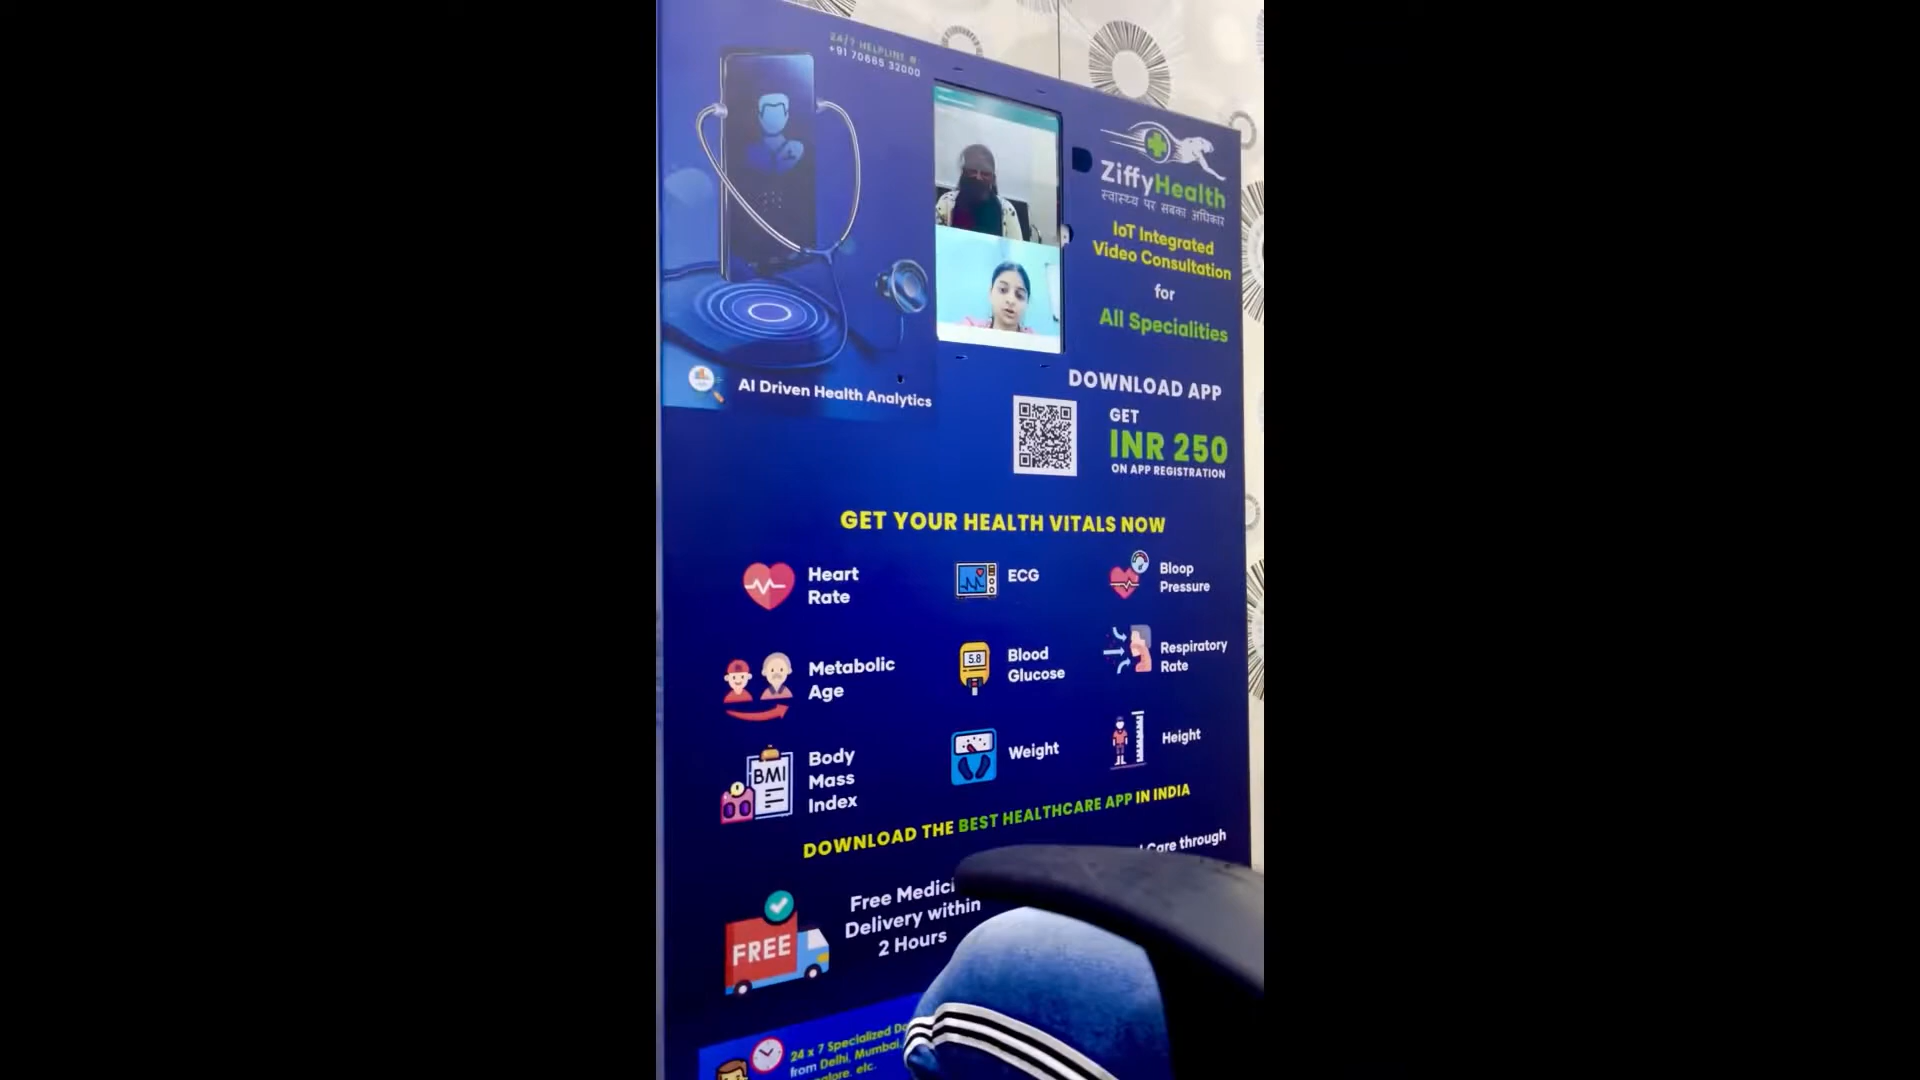 24/7 HELPLINE #:
+91 70665 32000
ZiffyHealth
स्वास्थ्य पर सबका अधिकार
IoT Integrated
Video Consultation
for
All Specialities
AI Driven Health Analytics
DOWNLOAD APP
GET
INR 250
ON APP REGISTRATION
GET YOUR HEALTH VITALS NOW
Heart
Rate
ECG
Bloop
Pressure
Metabolic
Age
5.8
Blood
Glucose
Respiratory
Rate
BMI
Body
Mass
Index
Weight
Height
DOWNLOAD THE BEST HEALTHCARE APP IN INDIA
Care through
FREE
Free Medici
Delivery within
2 Hours
24 x 7 Specialized
from Delhi, Mumbai,
etc.